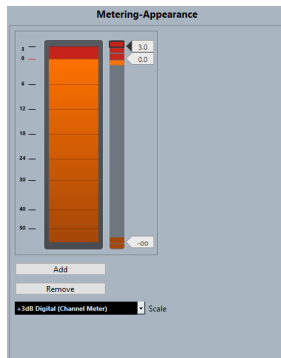 Metering-Appearance
3
0
6
12
18
24
30
40
50
3.0
0.0
-oo
Add
Remove
+3dB Digital (Channel Meter)
Scale